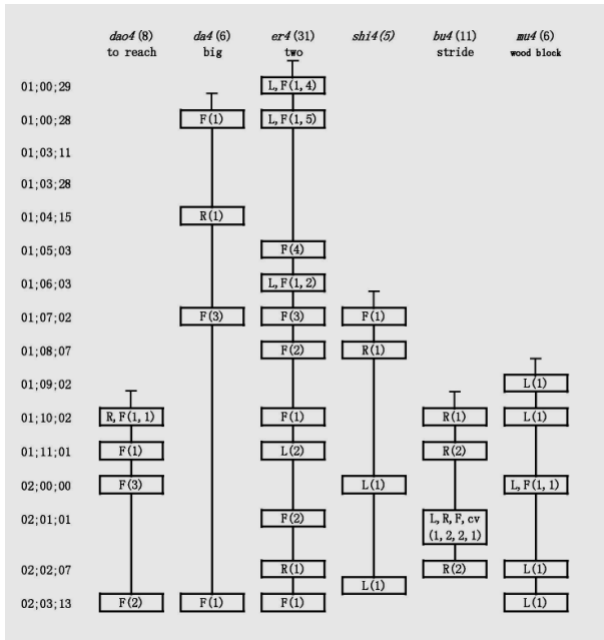 dao4 (8) da4 (6) er4 (31) shi4 (5) bu4 (11) mu4 (6)
to reach big two stride wood block
01;00;29 L,F(1,4)
01;00;28 F(1) L,F(1,5)
01;03;11
01;03;28
01;04;15 R(1)
01;05;03 F(4)
01;06;03 L,F(1,2)
01;07;02 F(3) F(3) F(1)
01;08;07 F(2) R(1)
01;09;02 L(1)
01;10;02 R,F(1,1) F(1) R(1) L(1)
01;11;01 F(1) L(2) R(2)
02;00;00 F(3) L(1) L,F(1,1)
02;01;01 F(2) L,R,F,cv
(1,2,2,1)
02;02;07 R(1) R(2) L(1)
L(1)
02;03;13 F(2) F(1) F(1) L(1)